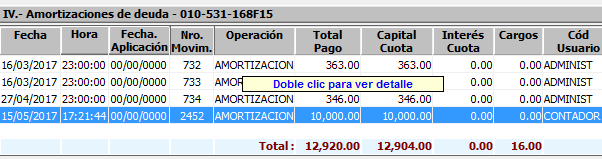 IV.- Amortizaciones de deuda - 010-531-168F15
Fecha Hora Fecha. Aplicación Nro. Movim. Operación Total Pago Capital Cuota Interés Cuota Cargos Cód Usuario
16/03/2017 23:00:00 00/00/0000 732 AMORTIZACION 363.00 363.00 0.00 0.00 ADMINIST
16/03/2017 23:00:00 00/00/0000 733 AMORTIZACION 0.00 0.00 ADMINIST
Doble clic para ver detalle
27/04/2017 23:00:00 00/00/0000 734 AMORTIZACION 346.00 346.00 0.00 0.00 ADMINIST
15/05/2017 17:21:44 00/00/0000 2452 AMORTIZACION 10,000.00 10,000.00 0.00 0.00 CONTADOR
Total : 12,920.00 12,904.00 0.00 16.00